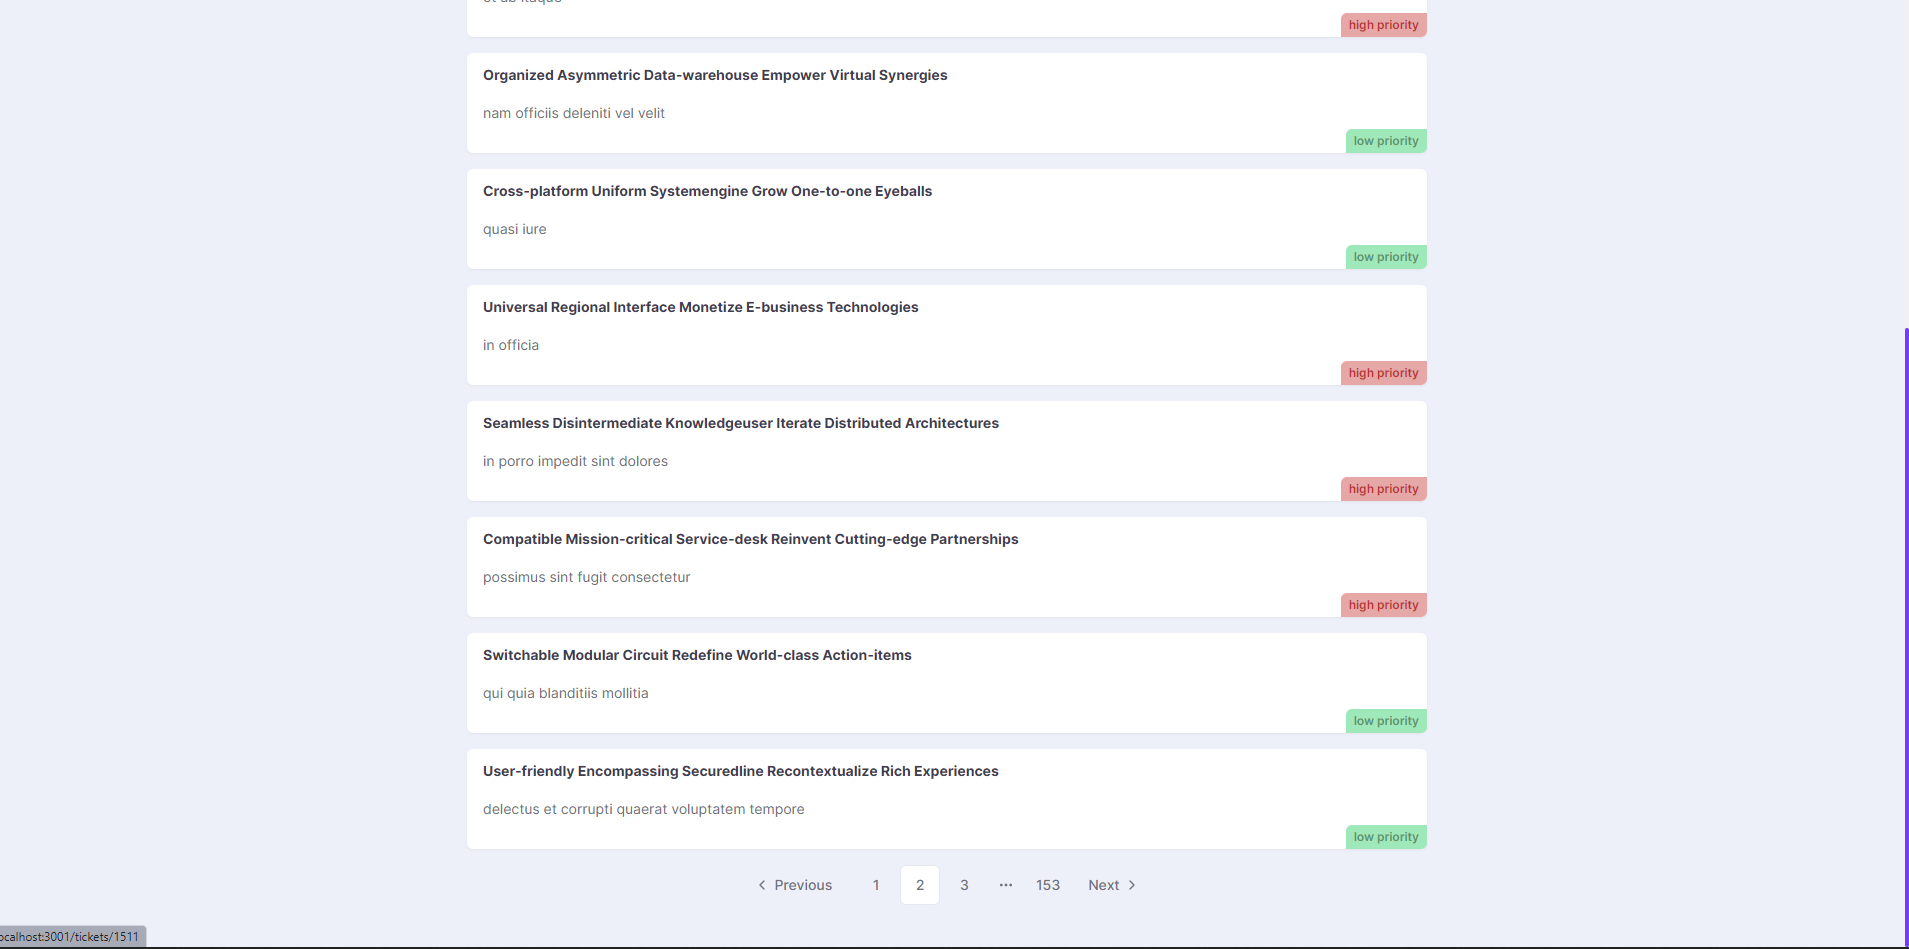 high priority
Organized Asymmetric Data-warehouse Empower Virtual Synergies
nam officiis deleniti vel velit
low priority
Cross-platform Uniform Systemengine Grow One-to-one Eyeballs
quasi iure
low priority
Universal Regional Interface Monetize E-business Technologies
in officia
high priority
Seamless Disintermediate Knowledgeuser Iterate Distributed Architectures
in porro impedit sint dolores
high priority
Compatible Mission-critical Service-desk Reinvent Cutting-edge Partnerships
possimus sint fugit consectetur
high priority
Switchable Modular Circuit Redefine World-class Action-items
qui quia blanditiis mollitia
low priority
User-friendly Encompassing Securedline Recontextualize Rich Experiences
delectus et corrupti quaerat voluptatem tempore
low priority
Previous 1 2 3 ... 153 Next
ocalhost:3001/tickets/1511